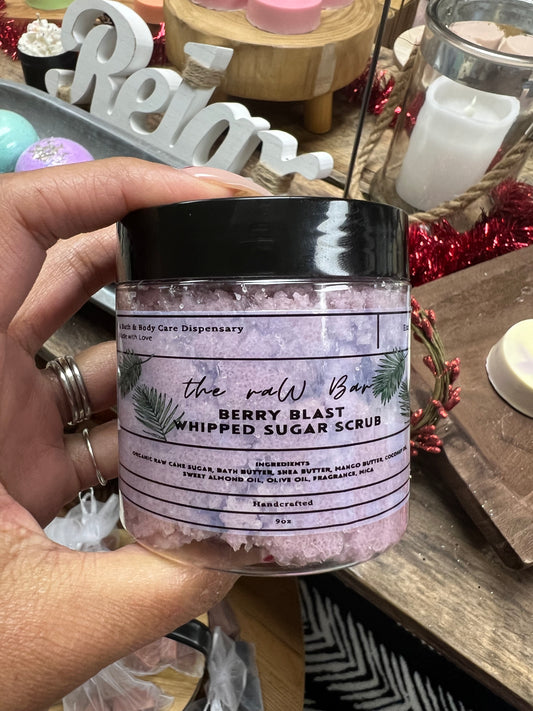 Relax
Bath & Body Care Dispensary
with Love
the raW Bar
BERRY BLAST
WHIPPED SUGAR SCRUB
INGREDIENTS
ORGANIC RAW CANE SUGAR, BATH BUTTER, SHEA BUTTER, MANGO BUTTER, COCONUT
SWEET ALMOND OIL, OLIVE OIL, FRAGRANCE, MICA
Handcrafted
9oz